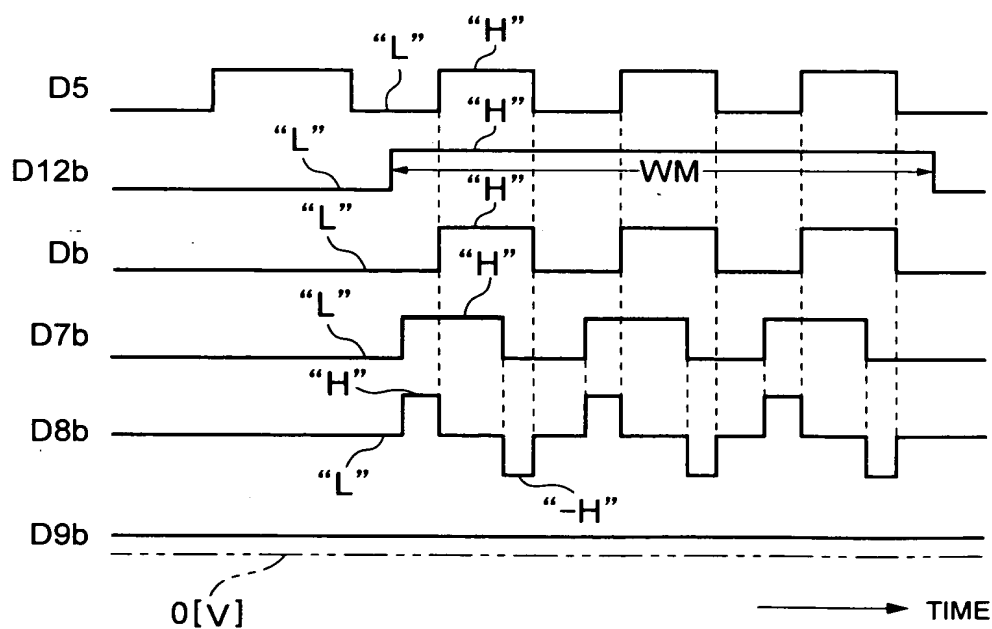 “H”
“L”
D5
“H”
“L”
D12b
WM
“H”
“L”
Db
“H”
“L”
D7b
“H”
D8b
“L”
“–H”
D9b
0[V]
TIME